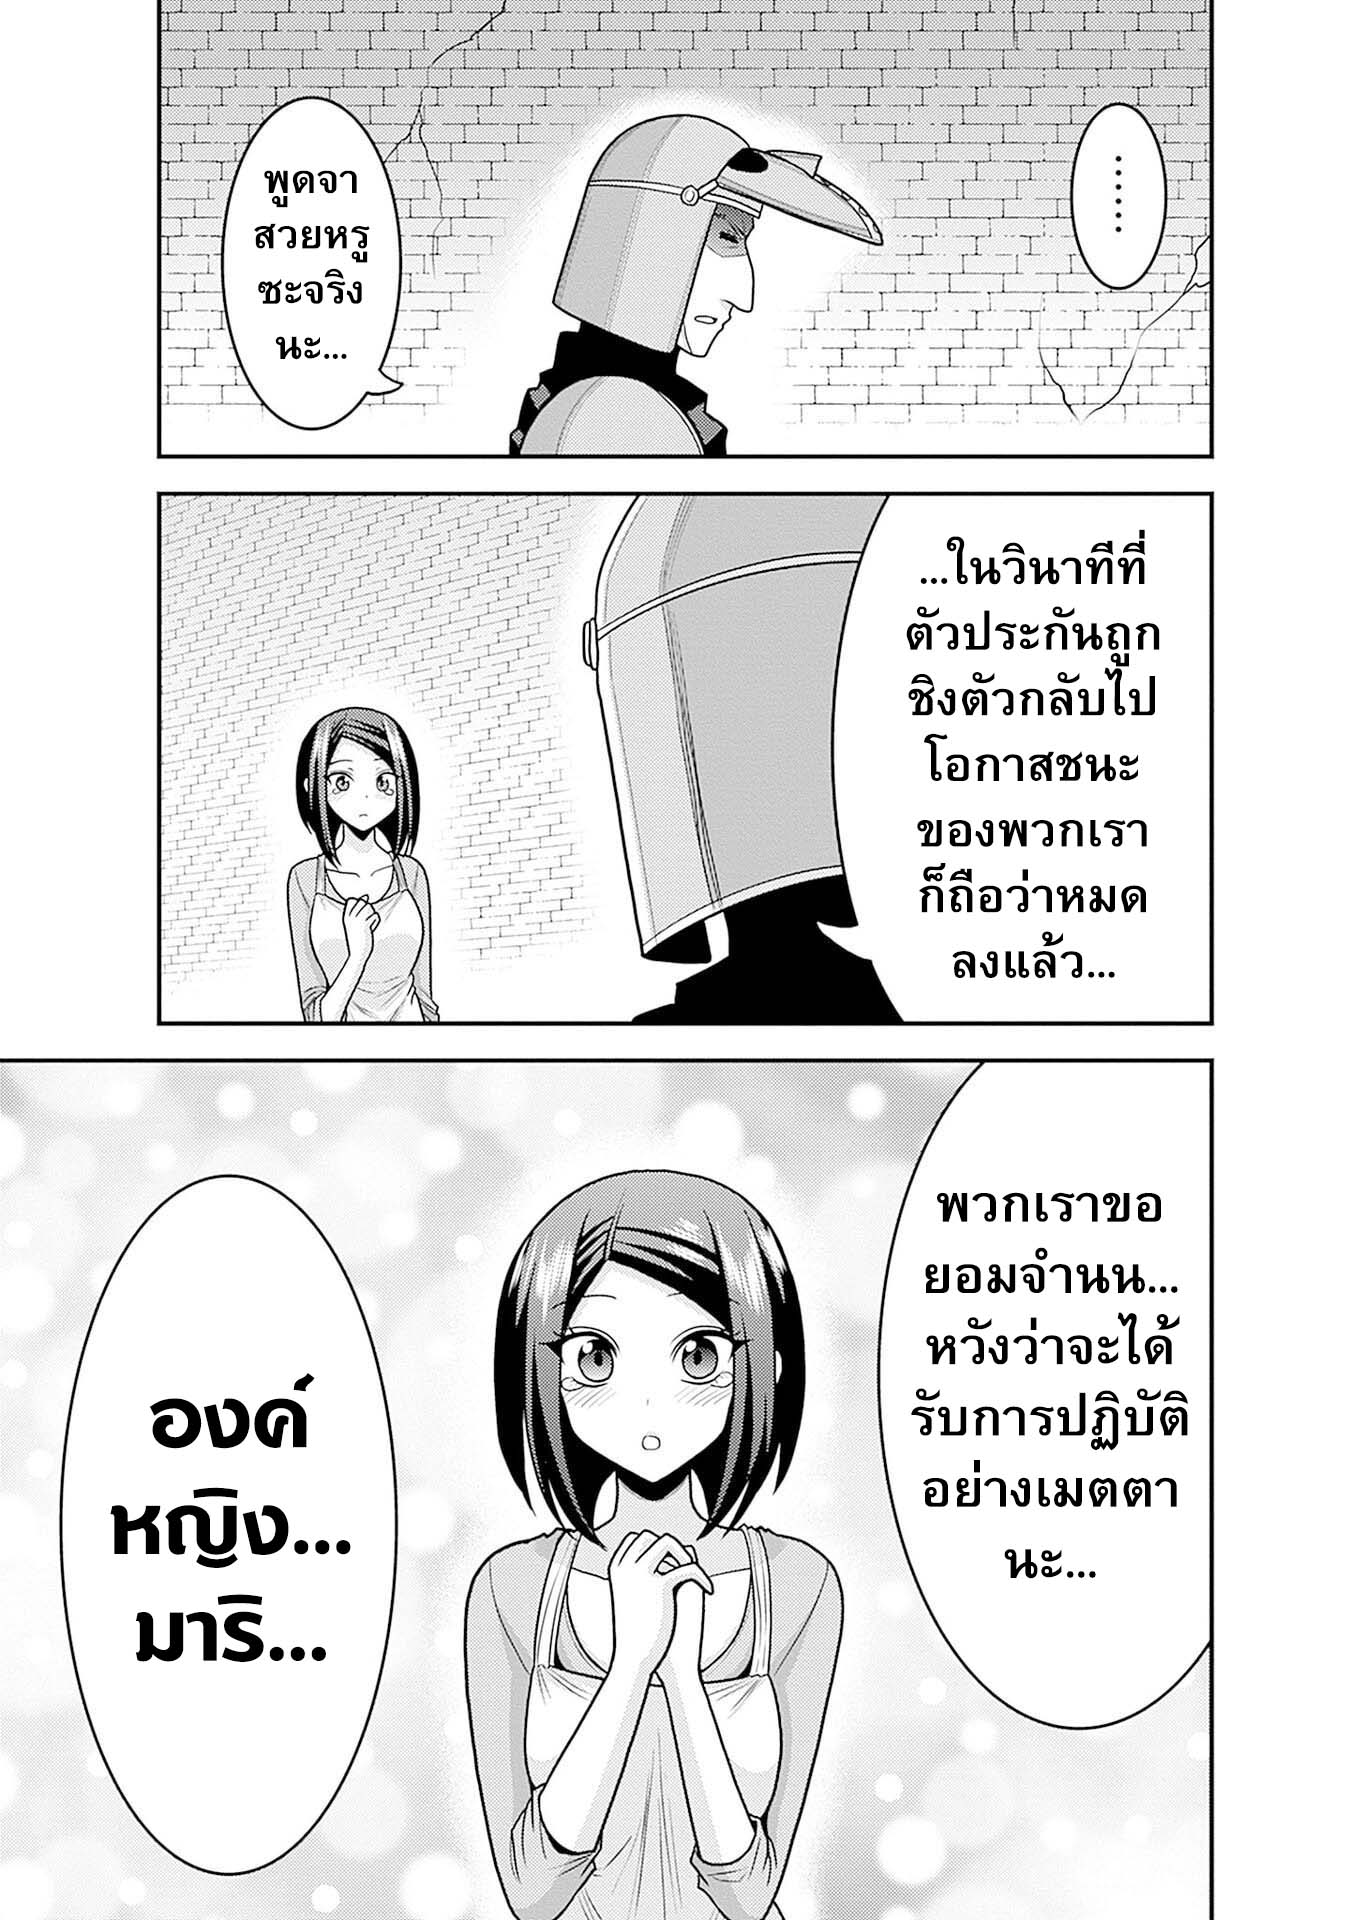 ………
พูดจา
สวยหรู
ซะจริง
นะ...
...ในวินาทีที่
ตัวประกันถูก
ชิงตัวกลับไป
โอกาสชนะ
ของพวกเรา
ก็ถือว่าหมด
ลงแล้ว...
พวกเราขอ
ยอมจำนน...
หวังว่าจะได้
รับการปฏิบัติ
อย่างเมตตา
นะ...
องค์
หญิง...
มาริ...